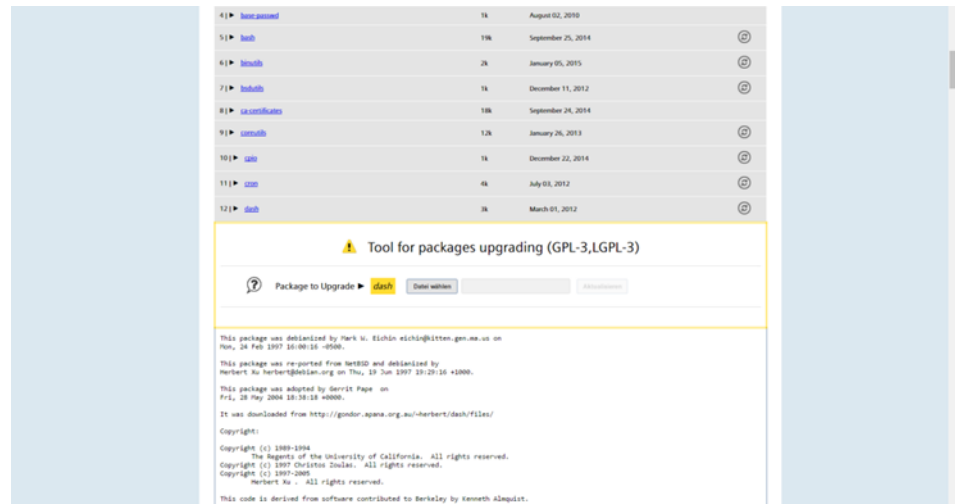 4 | ► base-passwd 1k August 02, 2010
5 | ► bash 19k September 25, 2014
6 | ► binutils 2k January 05, 2015
7 | ► bsdutils 1k December 11, 2012
8 | ► ca-certificates 18k September 24, 2014
9 | ► coreutils 12k January 26, 2013
10 | ► cpio 1k December 22, 2014
11 | ► cron 4k July 03, 2012
12 | ► dash 3k March 01, 2012
Tool for packages upgrading (GPL-3,LGPL-3)
Package to Upgrade ► dash Datei wählen Aktualisieren
This package was debianized by Mark W. Eichin eichin@kitten.gen.ma.us on
Mon, 24 Feb 1997 16:00:16 -0500.
This package was re-ported from NetBSD and debianized by
Herbert Xu herbert@debian.org on Thu, 19 Jun 1997 19:29:16 +1000.
This package was adopted by Gerrit Pape on
Fri, 28 May 2004 18:38:18 +0000.
It was downloaded from http://gondor.apana.org.au/~herbert/dash/files/
Copyright:
Copyright (c) 1989-1994
The Regents of the University of California. All rights reserved.
Copyright (c) 1997 Christos Zoulas. All rights reserved.
Copyright (c) 1997-2005
Herbert Xu . All rights reserved.
This code is derived from software contributed to Berkeley by Kenneth Almquist.